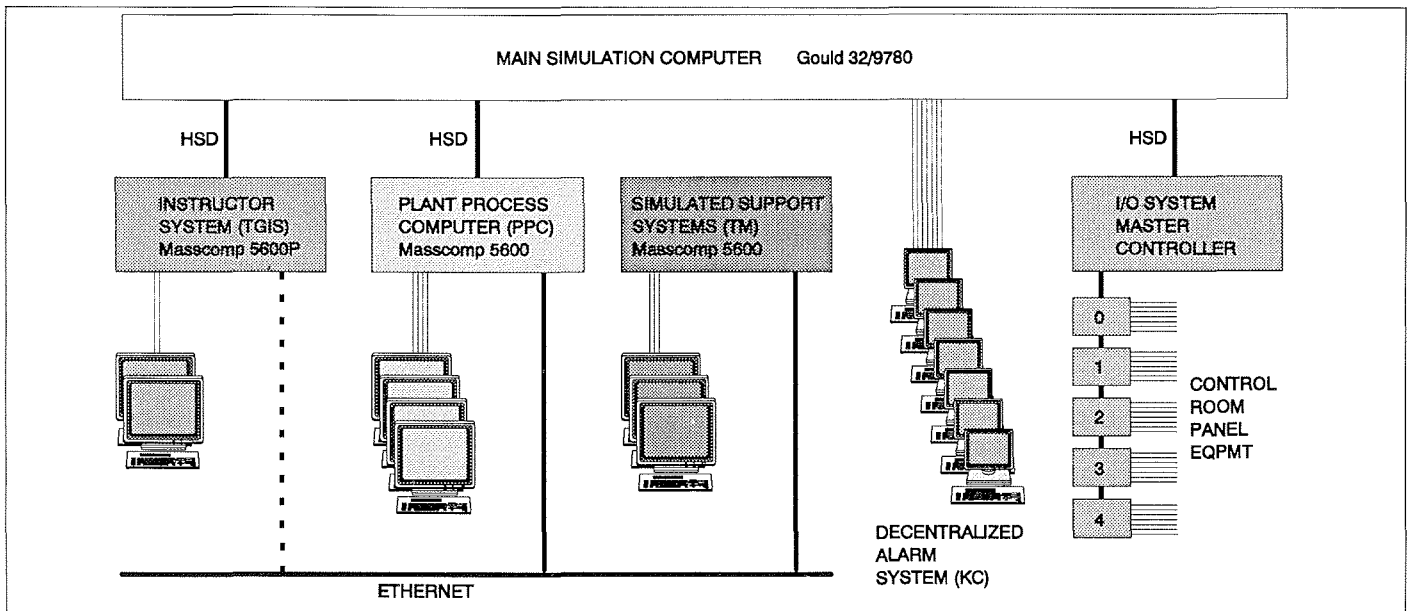 MAIN SIMULATION COMPUTER Gould 32/9780
HSD
HSD
HSD
INSTRUCTOR
SYSTEM (TGIS)
Masscomp 5600P
PLANT PROCESS
COMPUTER (PPC)
Masscomp 5600
SIMULATED SUPPORT
SYSTEMS (TM)
Masscomp 5600
I/O SYSTEM
MASTER
CONTROLLER
0
1
2
3
4
CONTROL
ROOM
PANEL
EQPMT
DECENTRALIZED
ALARM
SYSTEM (KC)
ETHERNET